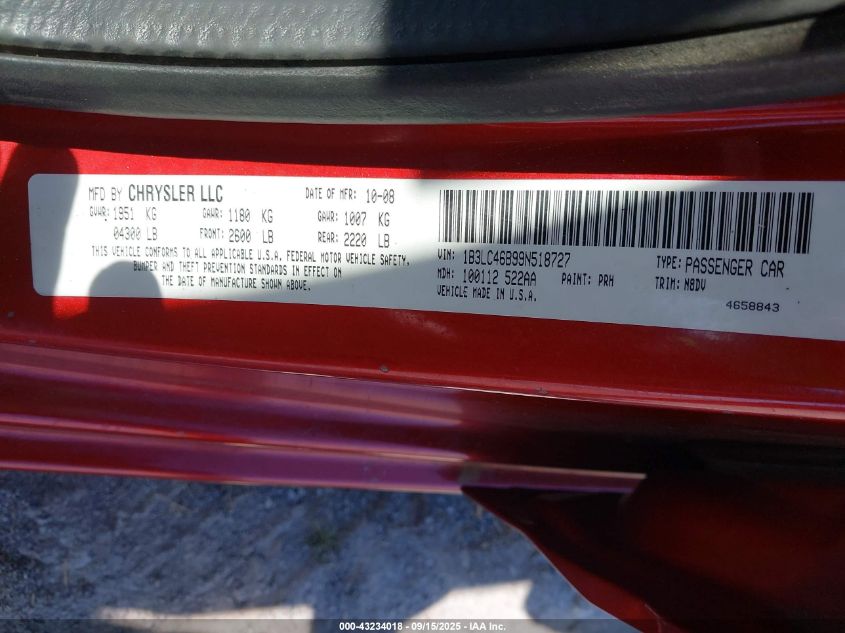 MFD BY CHRYSLER LLC DATE OF MFR: 10-08
GVWR: 1951 KG GAWR: 1180 KG GAWR: 1007 KG
04300 LB FRONT: 2600 LB REAR: 2220 LB
THIS VEHICLE CONFORMS TO ALL APPLICABLE U.S.A. FEDERAL MOTOR VEHICLE SAFETY,
BUMPER AND THEFT PREVENTION STANDARDS IN EFFECT ON
THE DATE OF MANUFACTURE SHOWN ABOVE.
VIN: 1B3LC46B99N518727 TYPE: PASSENGER CAR
MDH: 100112 522AA PAINT: PRH TRIM: M8DV
VEHICLE MADE IN U.S.A. 4658843
000-43234018 - 09/15/2025 - IAA Inc.